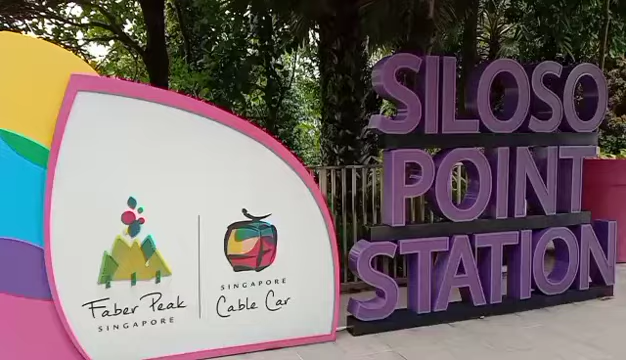 Faber Peak
SINGAPORE
SINGAPORE
Cable Car
SILOSO
POINT
STATION